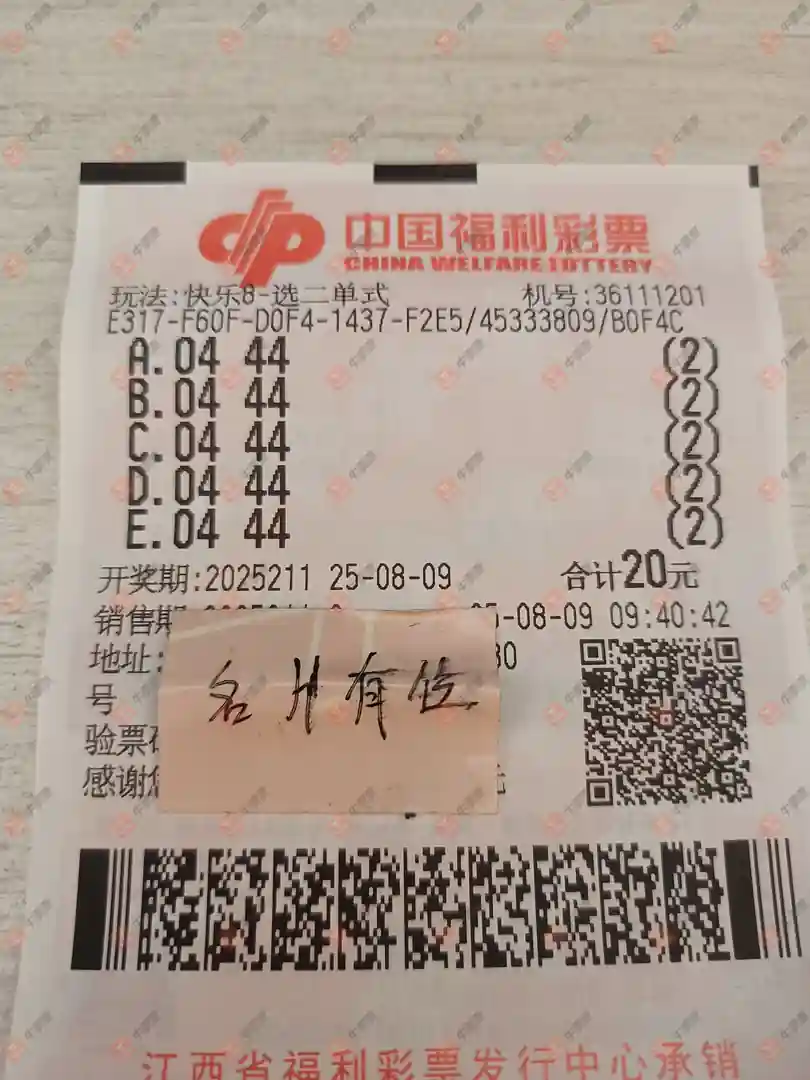 中国福利彩票
CHINA WELFARE LOTTERY
玩法:快乐8-选二单式 机号:36111201
E317-F60F-D0F4-1437-F2E5/45333809/B0F4C
A.04 44 (2)
B.04 44 (2)
C.04 44 (2)
D.04 44 (2)
E.04 44 (2)
开奖期:2025211 25-08-09 合计20元
销售期 -08-09 09:40:42
地址: 80
号
名片有位
验票
感谢 元
江西省福利彩票发行中心承销